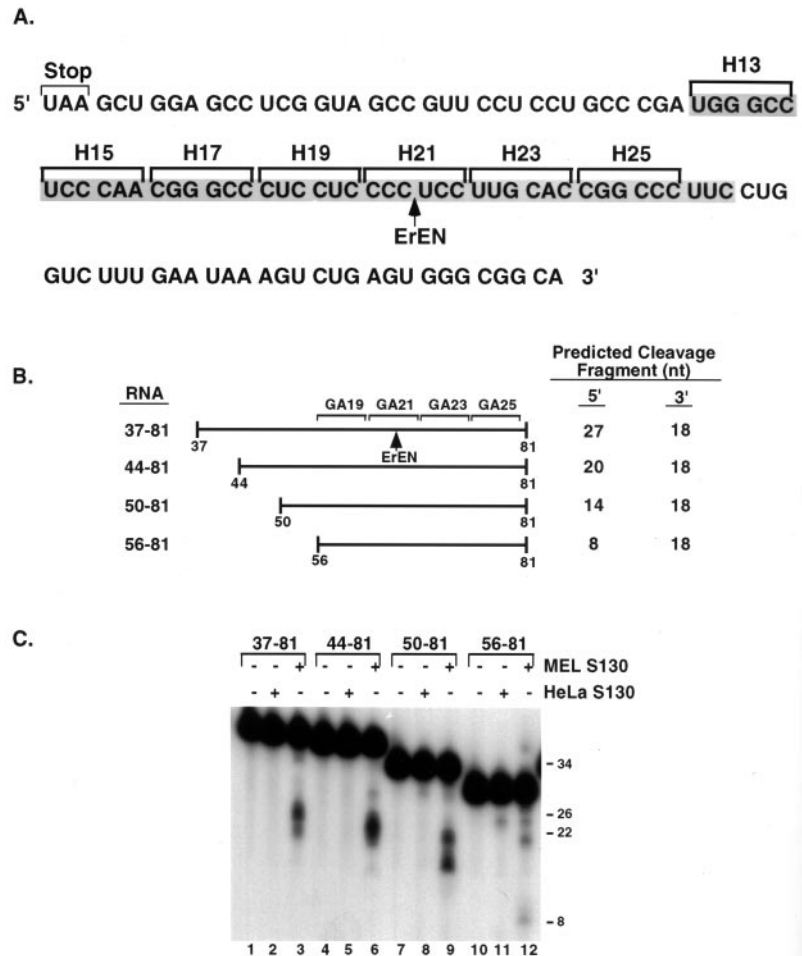 A.
Stop
H13
5' UAA GCU GGA GCC UCG GUA GCC GUU CCU CCU GCC CGA UGG GCC
H15 H17 H19 H21 H23 H25
UCC CAA CGG GCC CUC CUC CCC UCC UUG CAC CGG CCC UUC CUG
ErEN
GUC UUU GAA UAA AGU CUG AGU GGG CGG CA 3'
B.
Predicted Cleavage
Fragment (nt)
RNA
GA19 GA21 GA23 GA25
5' 3'
37-81 27 18
37 ErEN 81
44-81 20 18
44 81
50-81 14 18
50 81
56-81 8 18
56 81
C.
37-81 44-81 50-81 56-81
- - + - - + - - + - - + MEL S130
- + - - + - - + - - + - HeLa S130
- 34
- 26
- 22
- 8
1 2 3 4 5 6 7 8 9 10 11 12